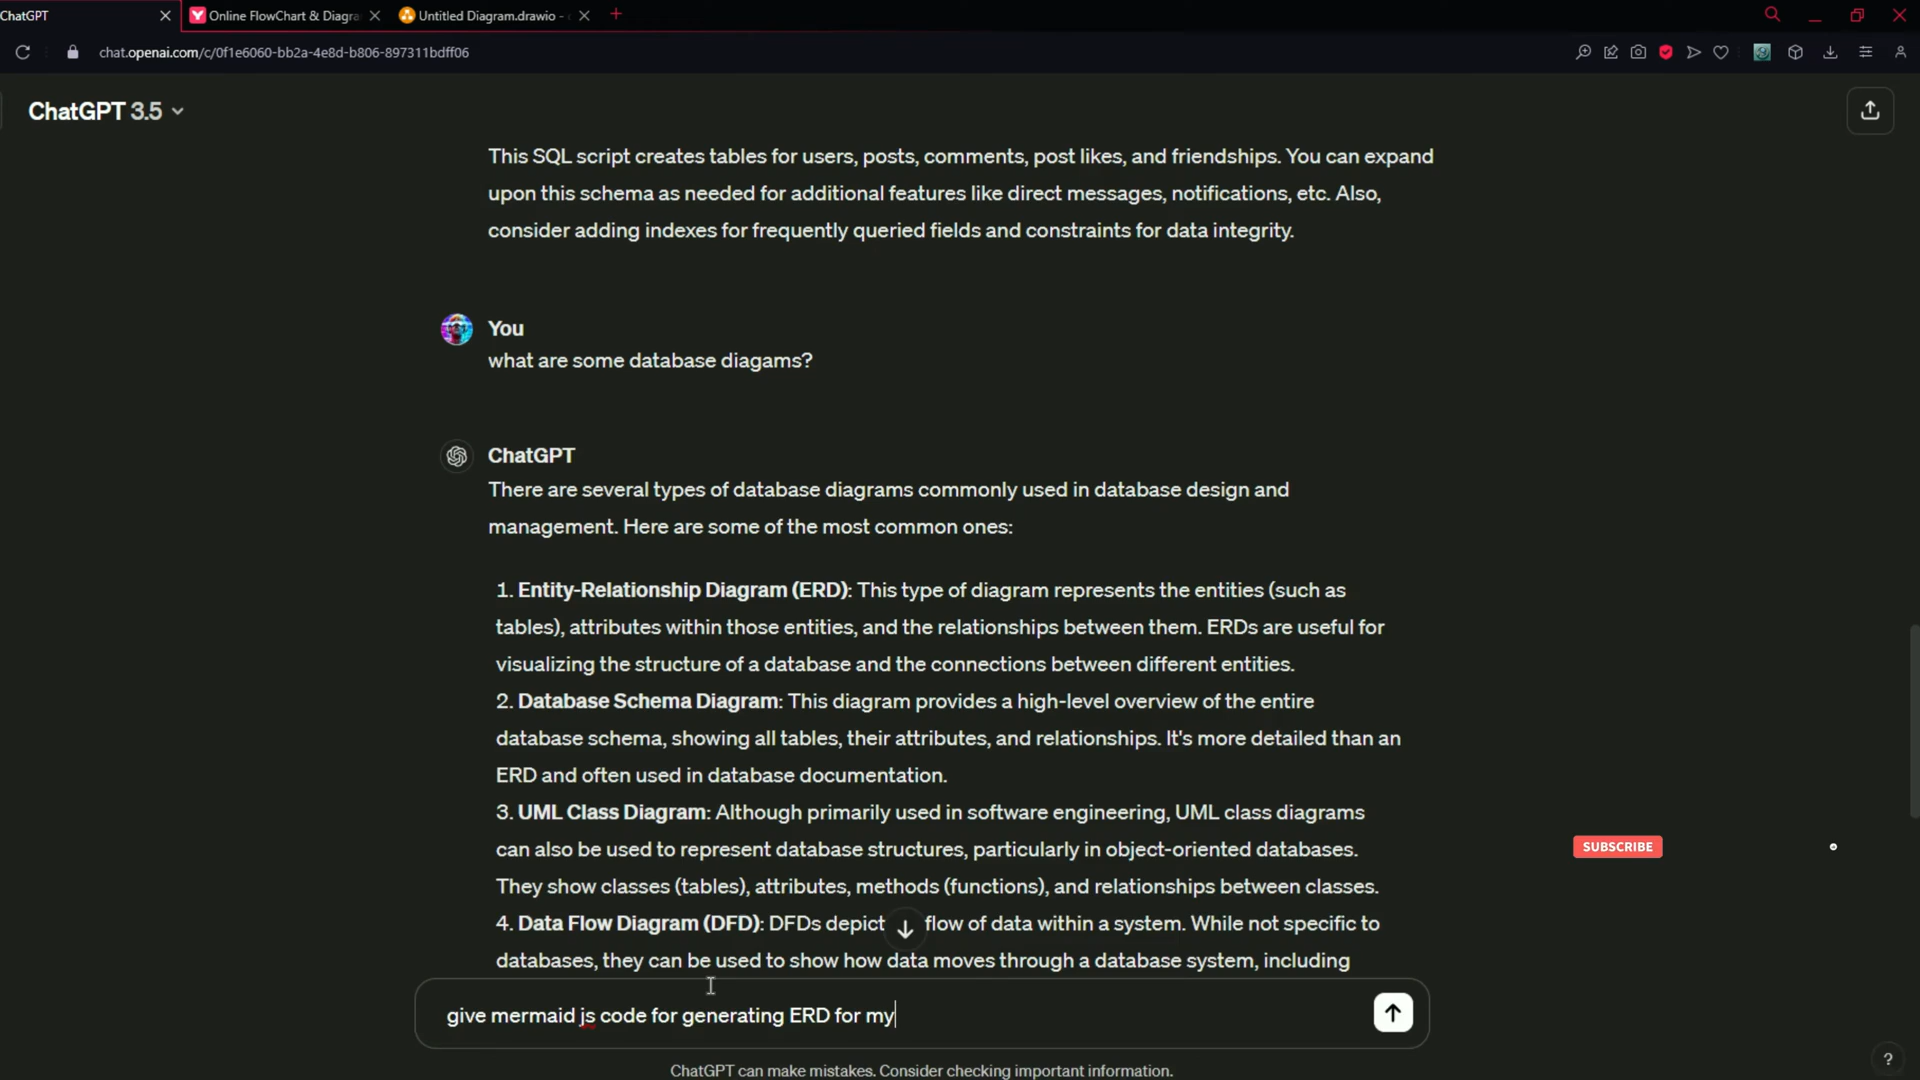 ChatGPT
Online FlowChart & Diagra
Untitled Diagram.drawio -
chat.openai.com/c/0f1e6060-bb2a-4e8d-b806-897311bdff06
ChatGPT 3.5
This SQL script creates tables for users, posts, comments, post likes, and friendships. You can expand
upon this schema as needed for additional features like direct messages, notifications, etc. Also,
consider adding indexes for frequently queried fields and constraints for data integrity.
You
what are some database diagams?
ChatGPT
There are several types of database diagrams commonly used in database design and
management. Here are some of the most common ones:
1. Entity-Relationship Diagram (ERD): This type of diagram represents the entities (such as
tables), attributes within those entities, and the relationships between them. ERDs are useful for
visualizing the structure of a database and the connections between different entities.
2. Database Schema Diagram: This diagram provides a high-level overview of the entire
database schema, showing all tables, their attributes, and relationships. It's more detailed than an
ERD and often used in database documentation.
3. UML Class Diagram: Although primarily used in software engineering, UML class diagrams
can also be used to represent database structures, particularly in object-oriented databases.
They show classes (tables), attributes, methods (functions), and relationships between classes.
SUBSCRIBE
4. Data Flow Diagram (DFD): DFDs depict flow of data within a system. While not specific to
databases, they can be used to show how data moves through a database system, including
give mermaid js code for generating ERD for my
ChatGPT can make mistakes. Consider checking important information.
?